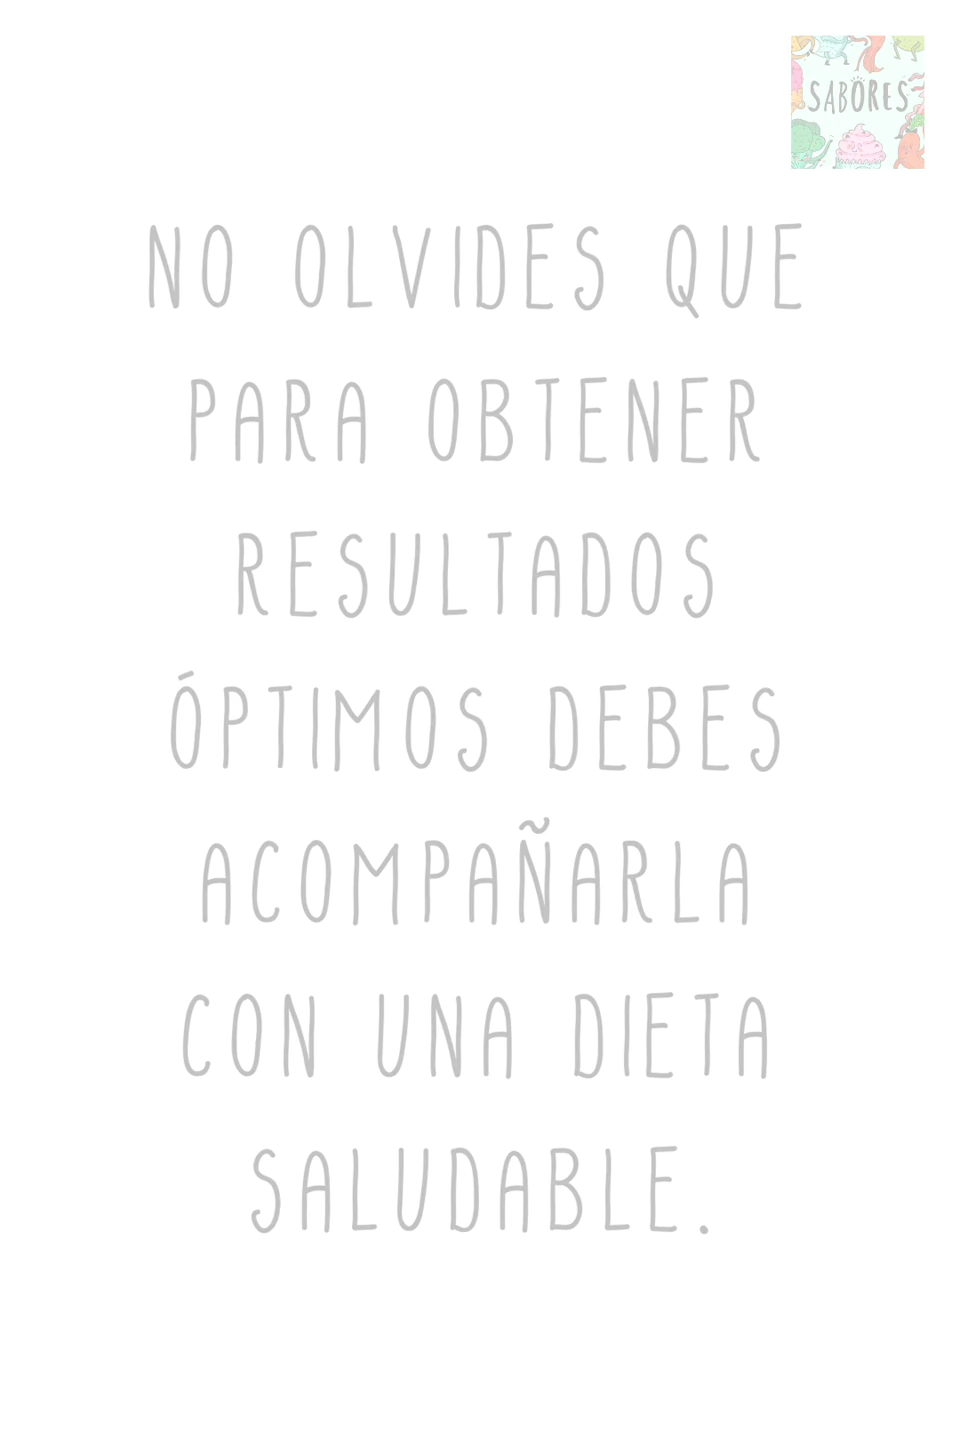 SABORES
NO OLVIDES QUE
PARA OBTENER
RESULTADOS
ÓPTIMOS DEBES
ACOMPAÑARLA
CON UNA DIETA
SALUDABLE.